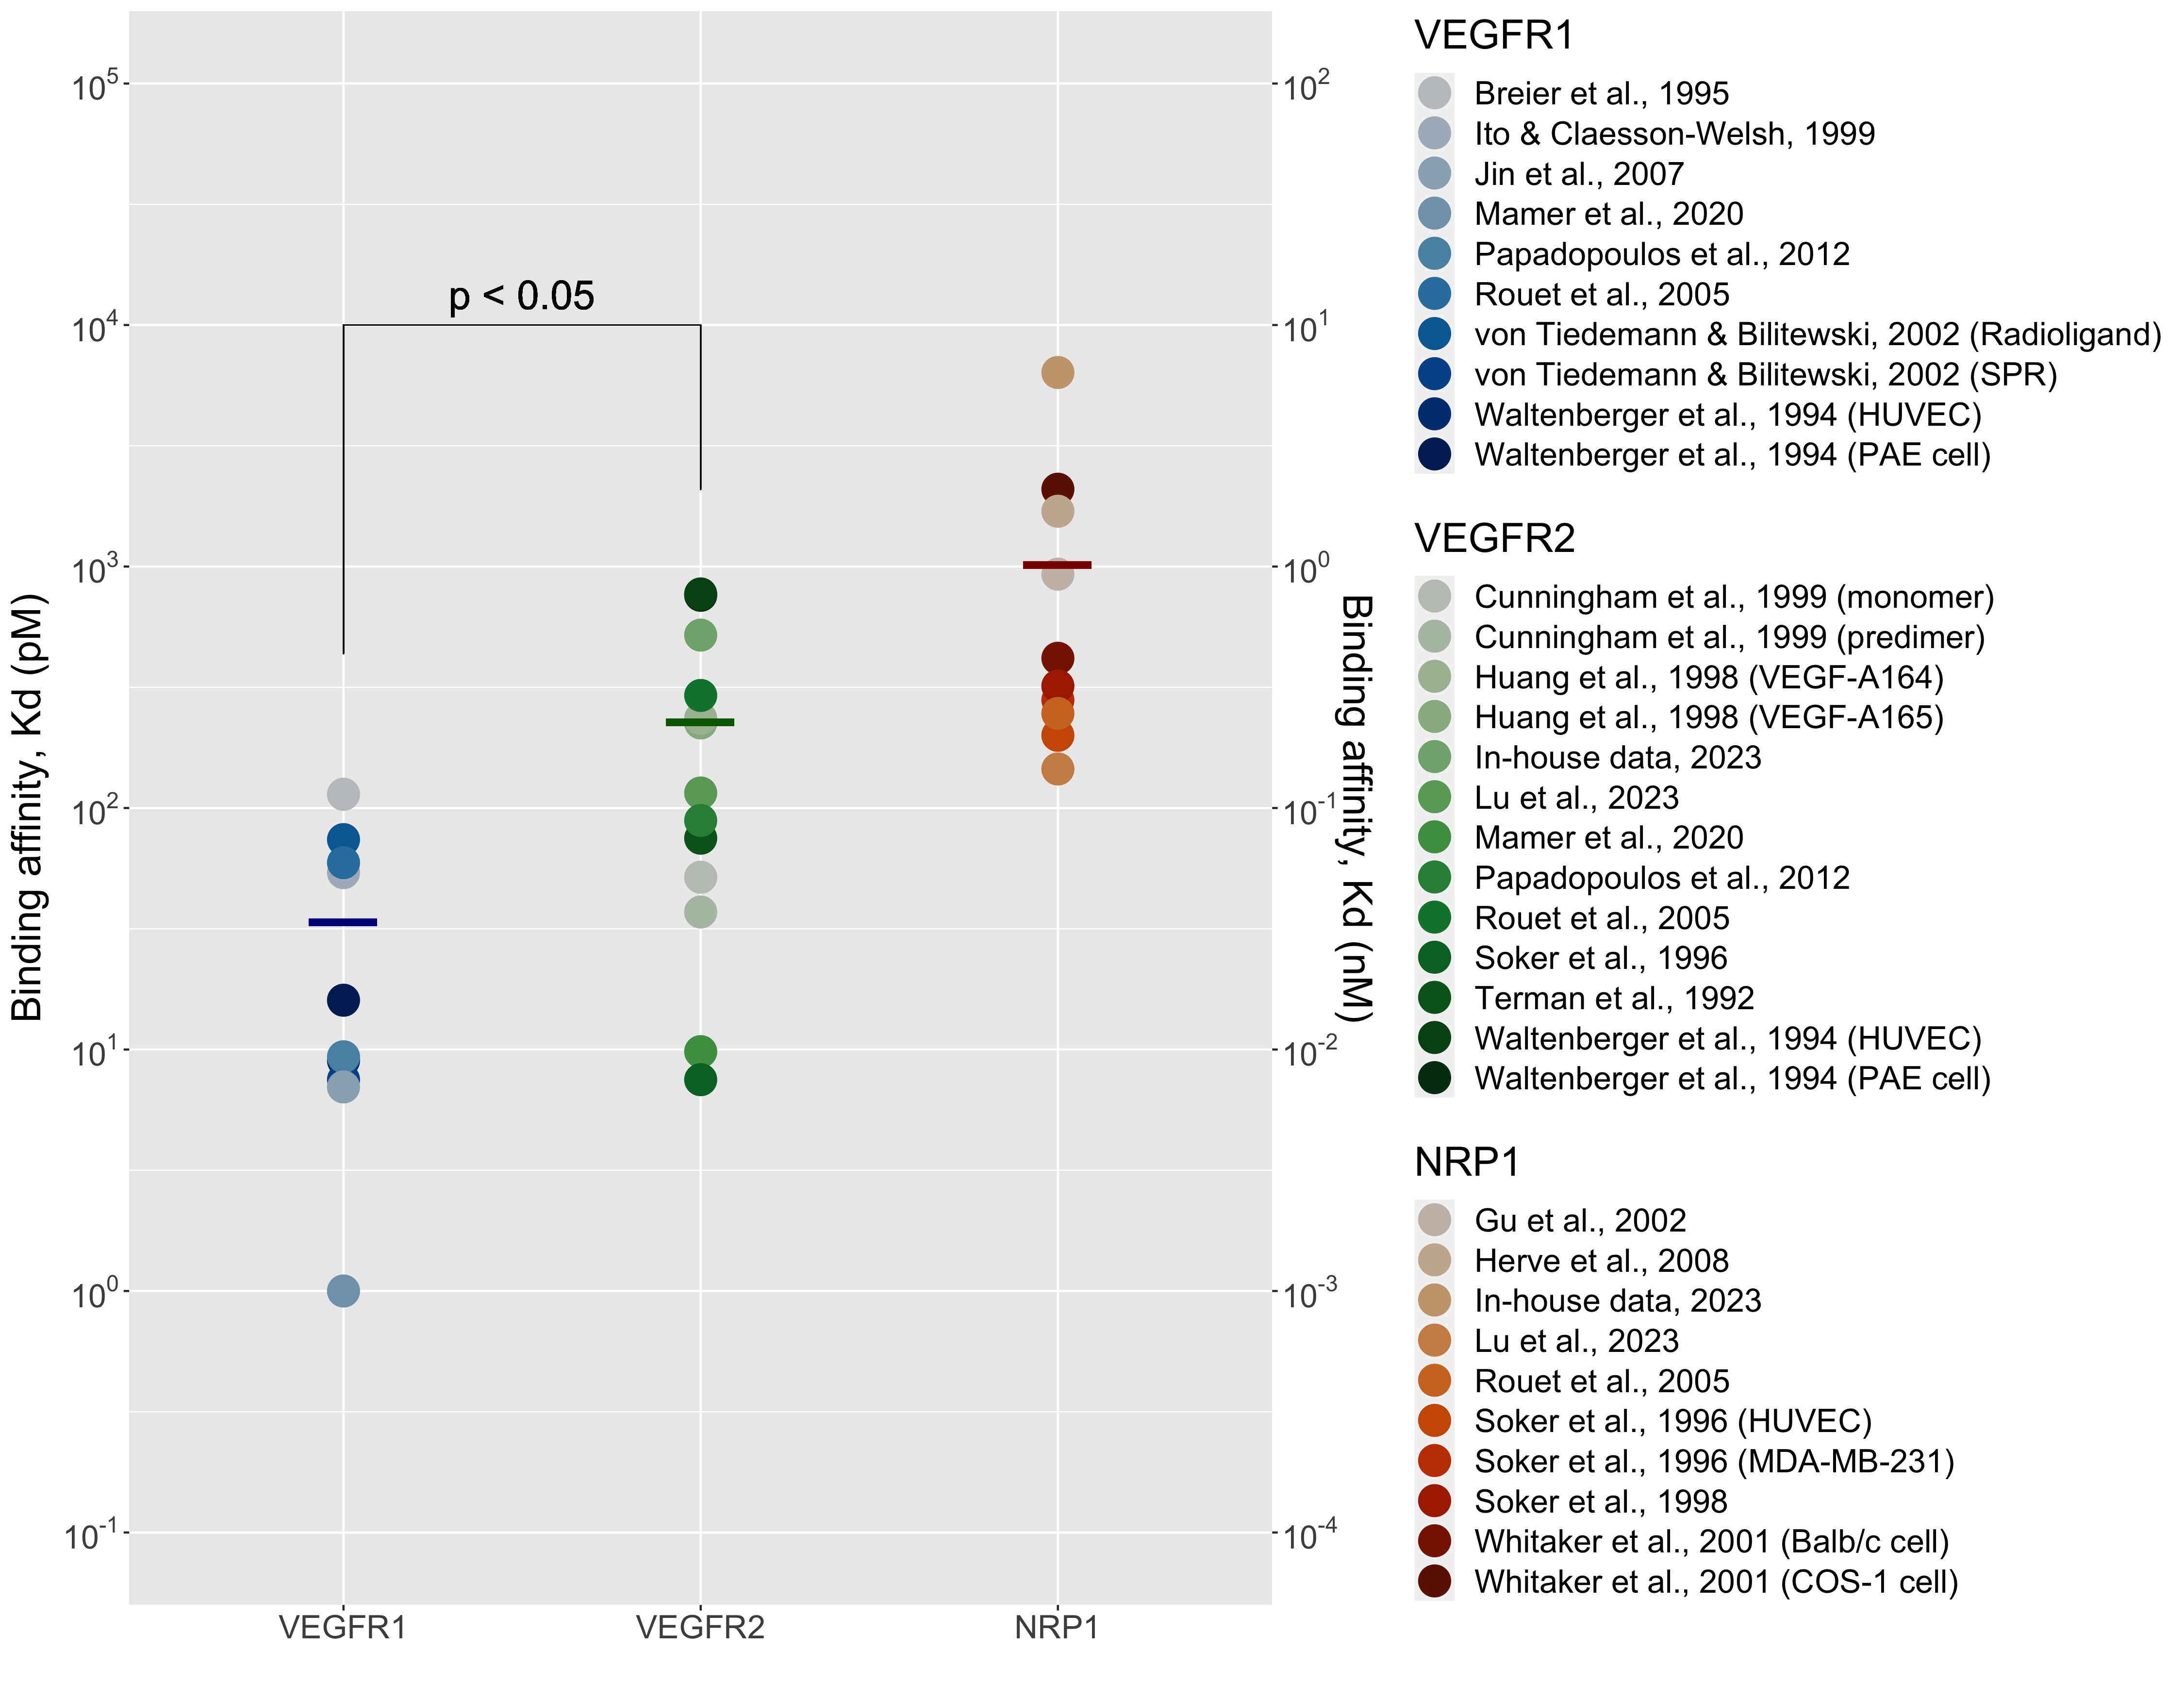 Binding affinity, Kd (pM)
10^5
10^4
10^3
10^2
10^1
10^0
10^-1
p < 0.05
VEGFR1
VEGFR2
NRP1
10^2
10^1
10^0
10^-1
10^-2
10^-3
10^-4
Binding affinity, Kd (nM)
VEGFR1
Breier et al., 1995
Ito & Claesson-Welsh, 1999
Jin et al., 2007
Mamer et al., 2020
Papadopoulos et al., 2012
Rouet et al., 2005
von Tiedemann & Bilitewski, 2002 (Radioligand)
von Tiedemann & Bilitewski, 2002 (SPR)
Waltenberger et al., 1994 (HUVEC)
Waltenberger et al., 1994 (PAE cell)
VEGFR2
Cunningham et al., 1999 (monomer)
Cunningham et al., 1999 (predimer)
Huang et al., 1998 (VEGF-A164)
Huang et al., 1998 (VEGF-A165)
In-house data, 2023
Lu et al., 2023
Mamer et al., 2020
Papadopoulos et al., 2012
Rouet et al., 2005
Soker et al., 1996
Terman et al., 1992
Waltenberger et al., 1994 (HUVEC)
Waltenberger et al., 1994 (PAE cell)
NRP1
Gu et al., 2002
Herve et al., 2008
In-house data, 2023
Lu et al., 2023
Rouet et al., 2005
Soker et al., 1996 (HUVEC)
Soker et al., 1996 (MDA-MB-231)
Soker et al., 1998
Whitaker et al., 2001 (Balb/c cell)
Whitaker et al., 2001 (COS-1 cell)